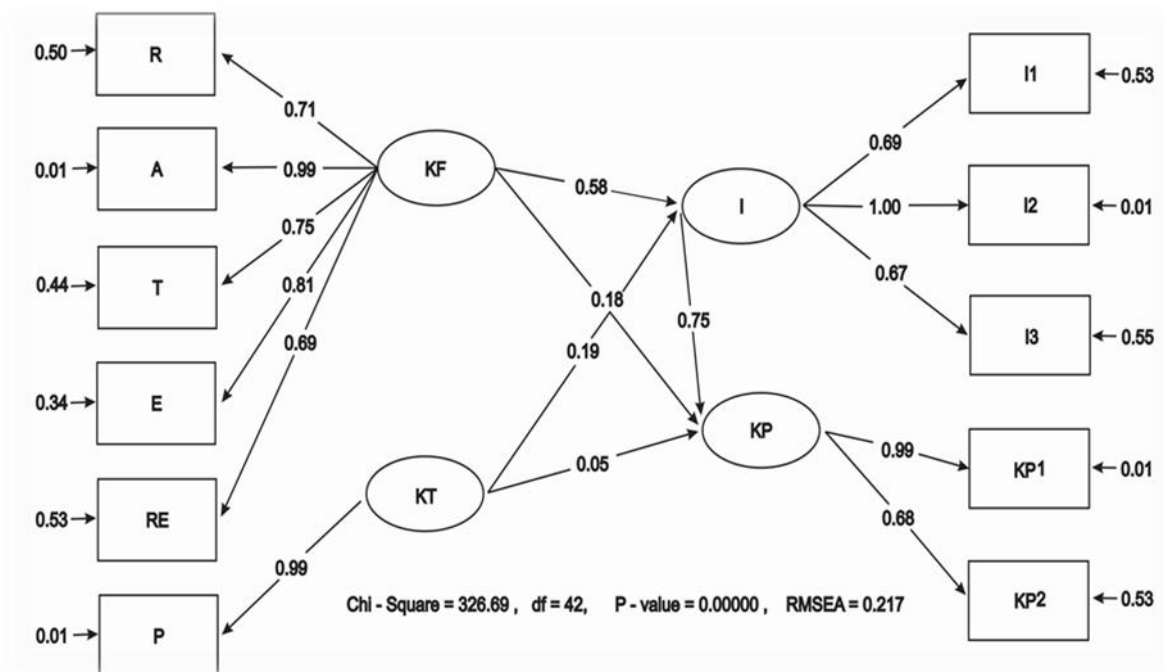 0.50
R
0.71
0.01
A
0.99
0.75
0.44
T
0.81
0.69
0.34
E
0.53
RE
0.99
0.01
P
KF
KT
0.58
0.18
0.19
0.05
0.75
I
KP
0.69
1.00
0.67
0.99
0.68
I1
0.53
I2
0.01
I3
0.55
KP1
0.01
KP2
0.53
Chi - Square = 326.69 , df = 42, P - value = 0.00000 , RMSEA = 0.217